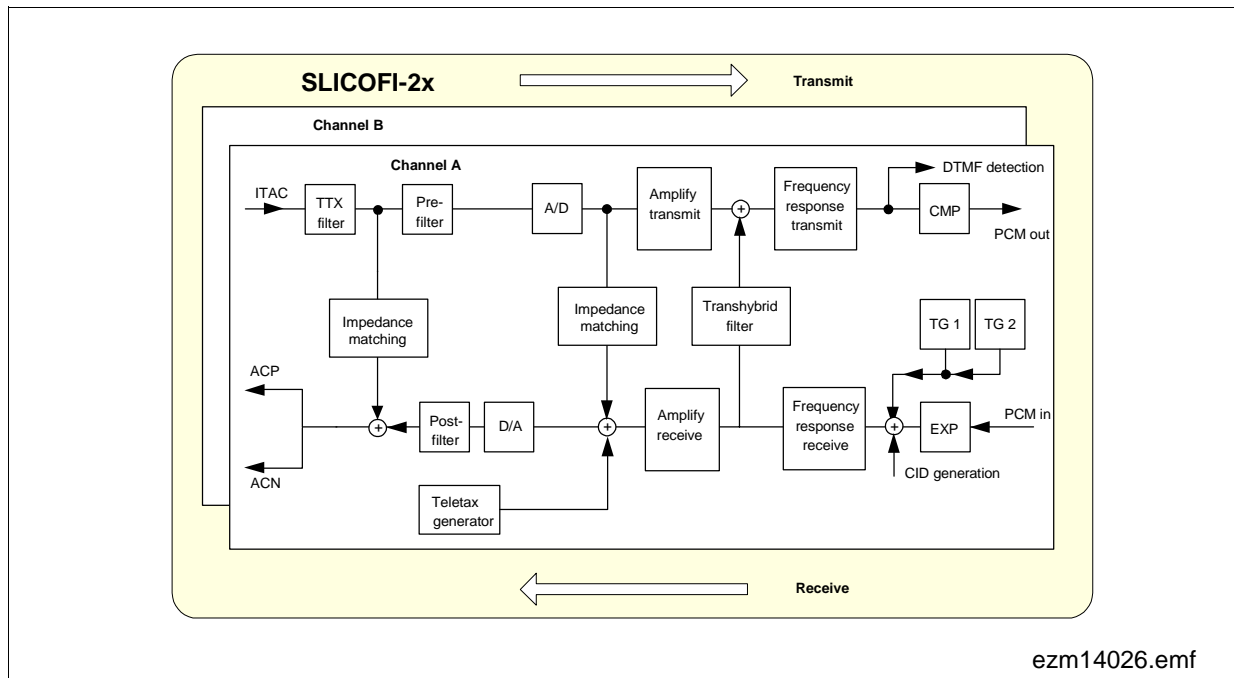 SLICOFI-2x
Transmit
Channel B
Channel A
ITAC
TTX
filter
Pre-
filter
A/D
Amplify
transmit
+
Frequency
response
transmit
DTMF detection
CMP
PCM out
Impedance
matching
Impedance
matching
Transhybrid
filter
TG 1
TG 2
ACP
ACN
+
Post-
filter
D/A
+
Amplify
receive
Frequency
response
receive
+
EXP
PCM in
CID generation
Teletax
generator
Receive
ezm14026.emf